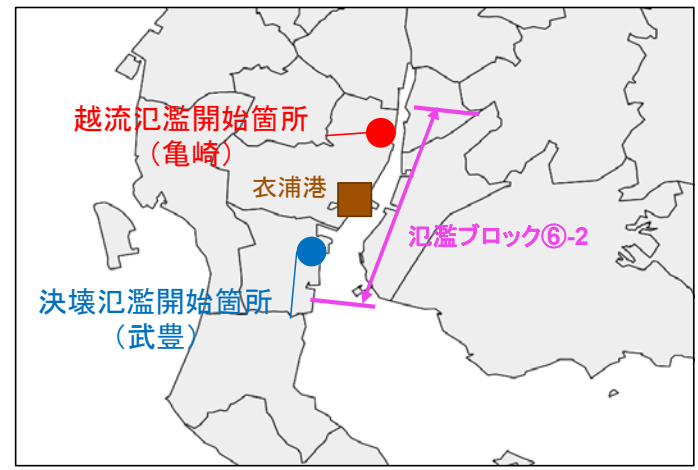 越流氾濫開始箇所
（亀崎）
衣浦港
氾濫ブロック⑥-2
決壊氾濫開始箇所
（武豊）